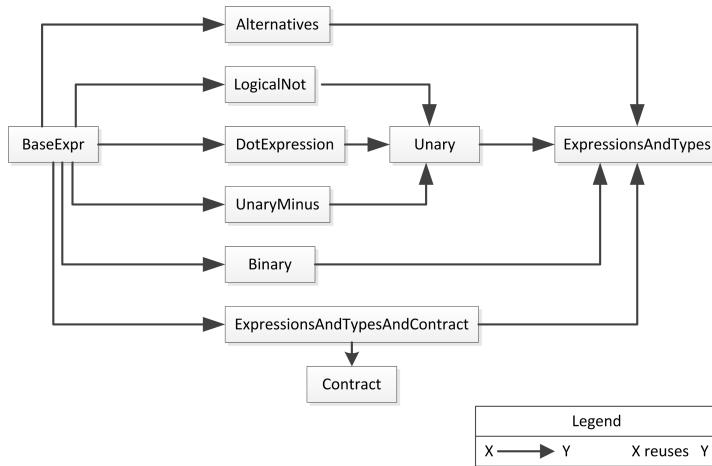 Alternatives
LogicalNot
BaseExpr
DotExpression
Unary
ExpressionsAndTypes
UnaryMinus
Binary
ExpressionsAndTypesAndContract
Contract
Legend
X Y X reuses Y